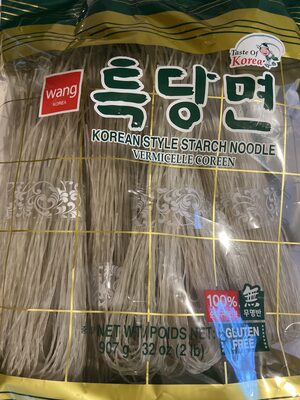 Taste Of
Korea
wang
KOREA
특당면
KOREAN STYLE STARCH NOODLE
VERMICELLE COREEN
100%
無
무명반
NET WT/POIDS NET:
907 g 32 oz (2 lb)
GLUTEN
FREE